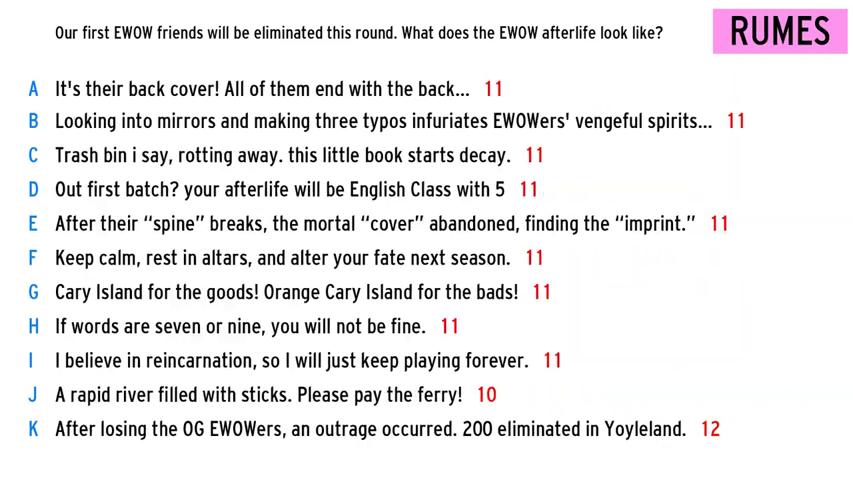 Our first EWOW friends will be eliminated this round. What does the EWOW afterlife look like?
RUMES
A It's their back cover! All of them end with the back... 11
B Looking into mirrors and making three typos infuriates EWOWers' vengeful spirits... 11
C Trash bin i say, rotting away. this little book starts decay. 11
D Out first batch? your afterlife will be English Class with 5 11
E After their “spine” breaks, the mortal “cover” abandoned, finding the “imprint.” 11
F Keep calm, rest in altars, and alter your fate next season. 11
G Cary Island for the goods! Orange Cary Island for the bads! 11
H If words are seven or nine, you will not be fine. 11
I I believe in reincarnation, so I will just keep playing forever. 11
J A rapid river filled with sticks. Please pay the ferry! 10
K After losing the OG EWOWers, an outrage occurred. 200 eliminated in Yoyleland. 12